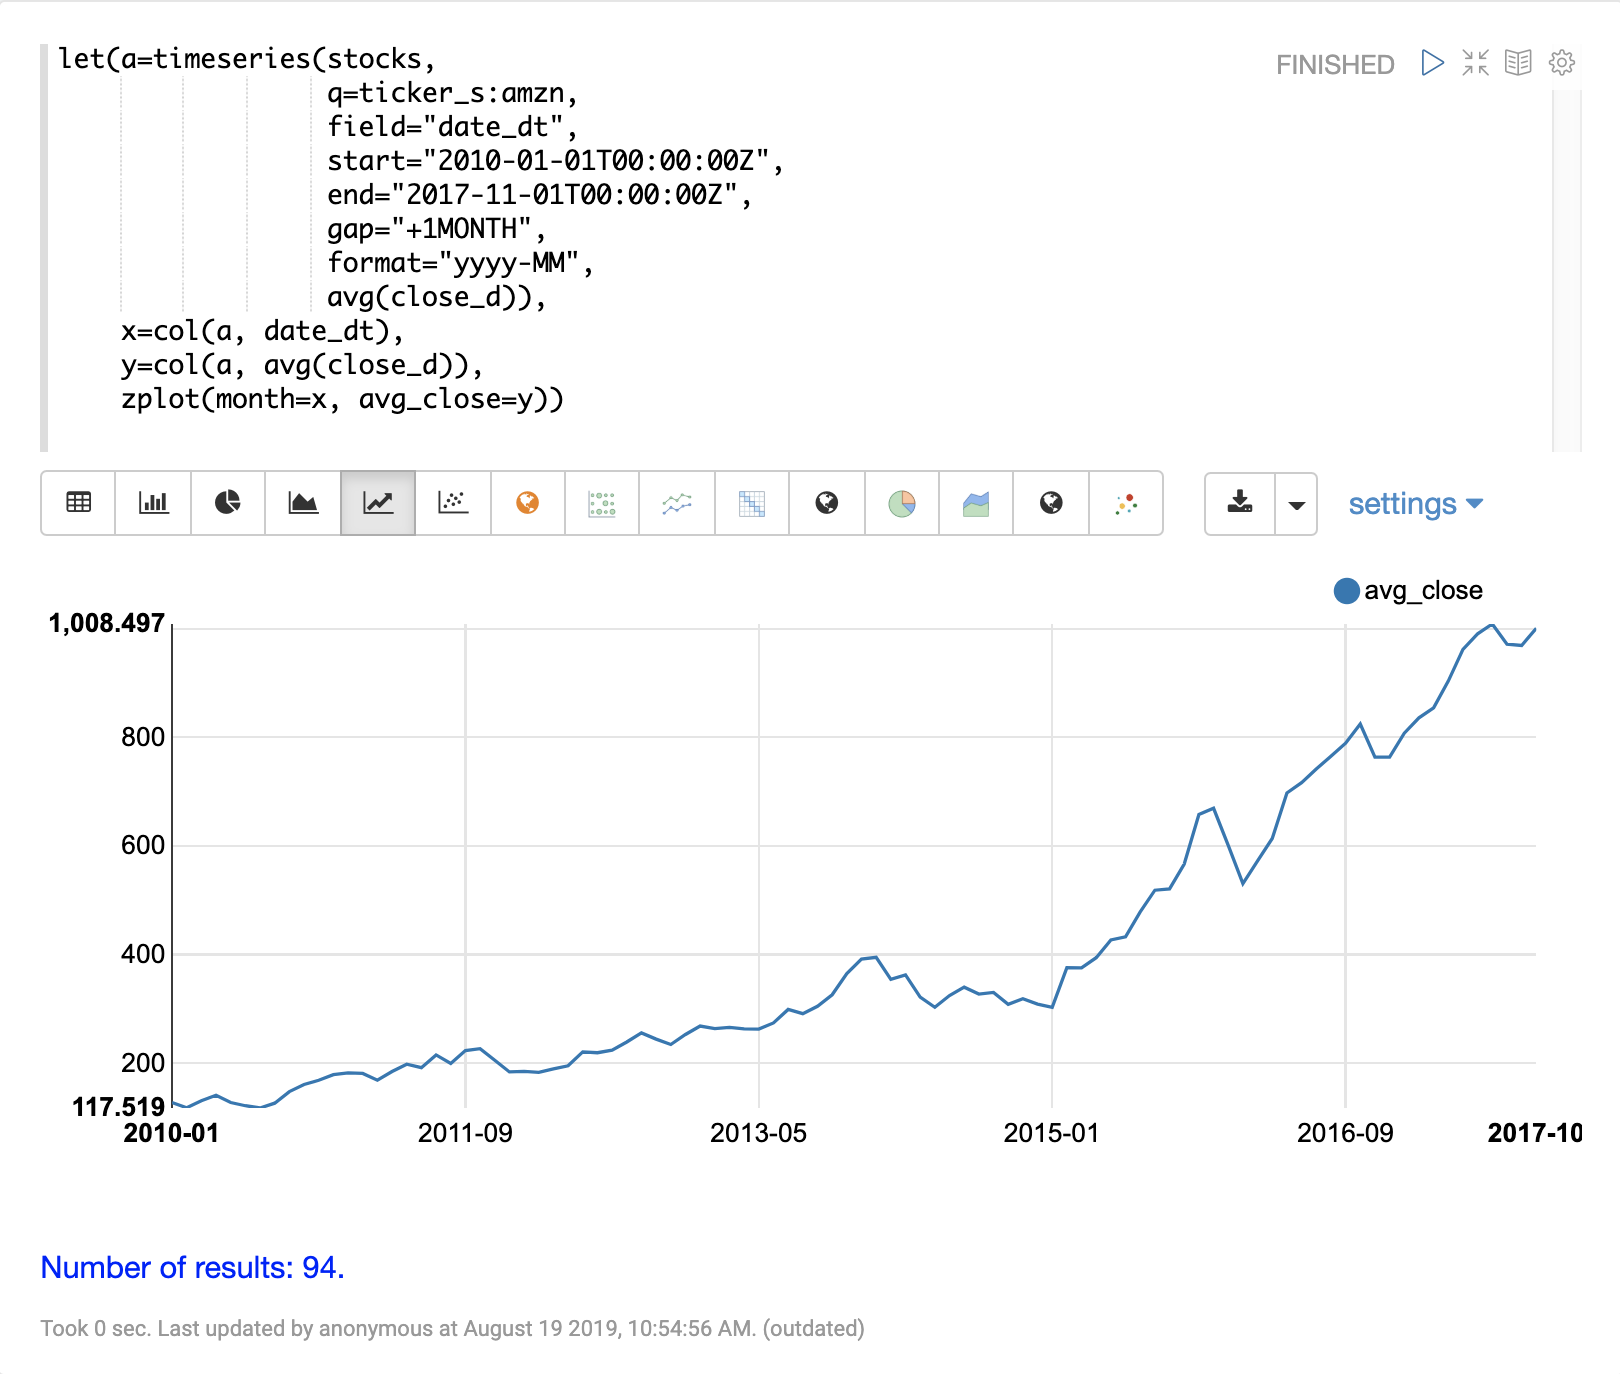 let(a=timeseries(stocks,
q=ticker_s:amzn,
field="date_dt",
start="2010-01-01T00:00:00Z",
end="2017-11-01T00:00:00Z",
gap="+1MONTH",
format="yyyy-MM",
avg(close_d)),
x=col(a, date_dt),
y=col(a, avg(close_d)),
zplot(month=x, avg_close=y))
FINISHED
settings
avg_close
1,008.497
800
600
400
200
117.519
2010-01 2011-09 2013-05 2015-01 2016-09 2017-10
Number of results: 94.
Took 0 sec. Last updated by anonymous at August 19 2019, 10:54:56 AM. (outdated)